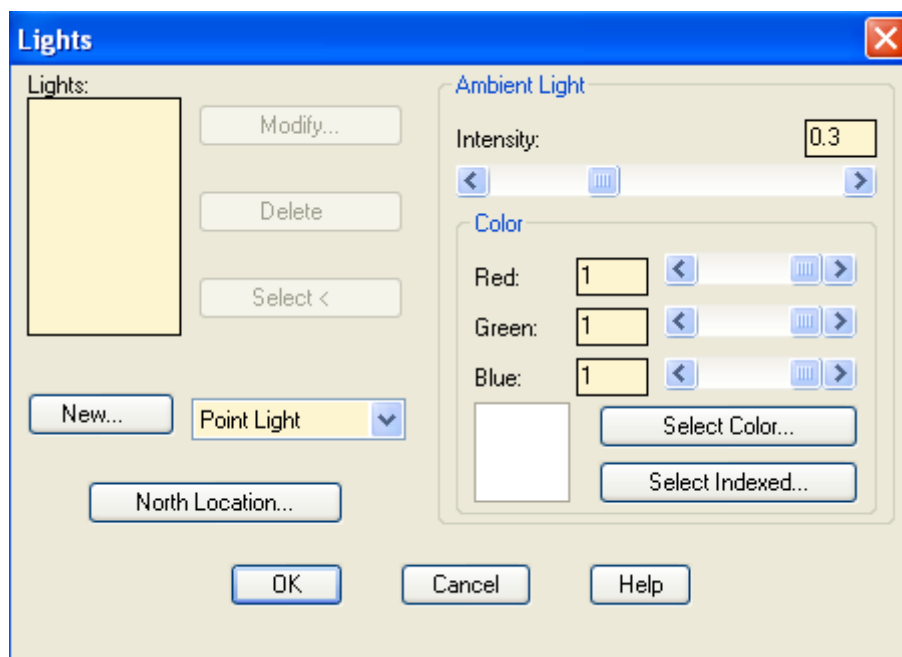 Lights
Lights:
Modify...
Delete
Select <
New...
Point Light
North Location...
Ambient Light
Intensity:
0.3
Color
Red:
1
Green:
1
Blue:
1
Select Color...
Select Indexed...
OK
Cancel
Help